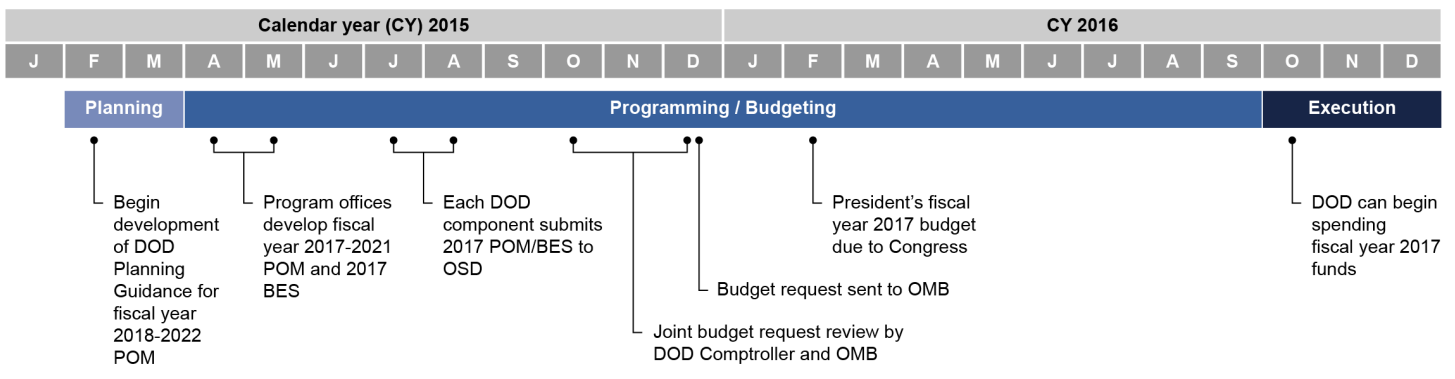 Calendar year (CY) 2015
CY 2016
J F M A M J J A S O N D J F M A M J J A S O N D
Planning
Programming / Budgeting
Execution
Begin
development
of DOD
Planning
Guidance for
fiscal year
2018-2022
POM
Program offices
develop fiscal
year 2017-2021
POM and 2017
BES
Each DOD
component submits
2017 POM/BES to
OSD
Joint budget request review by
DOD Comptroller and OMB
Budget request sent to OMB
President’s fiscal
year 2017 budget
due to Congress
DOD can begin
spending
fiscal year 2017
funds